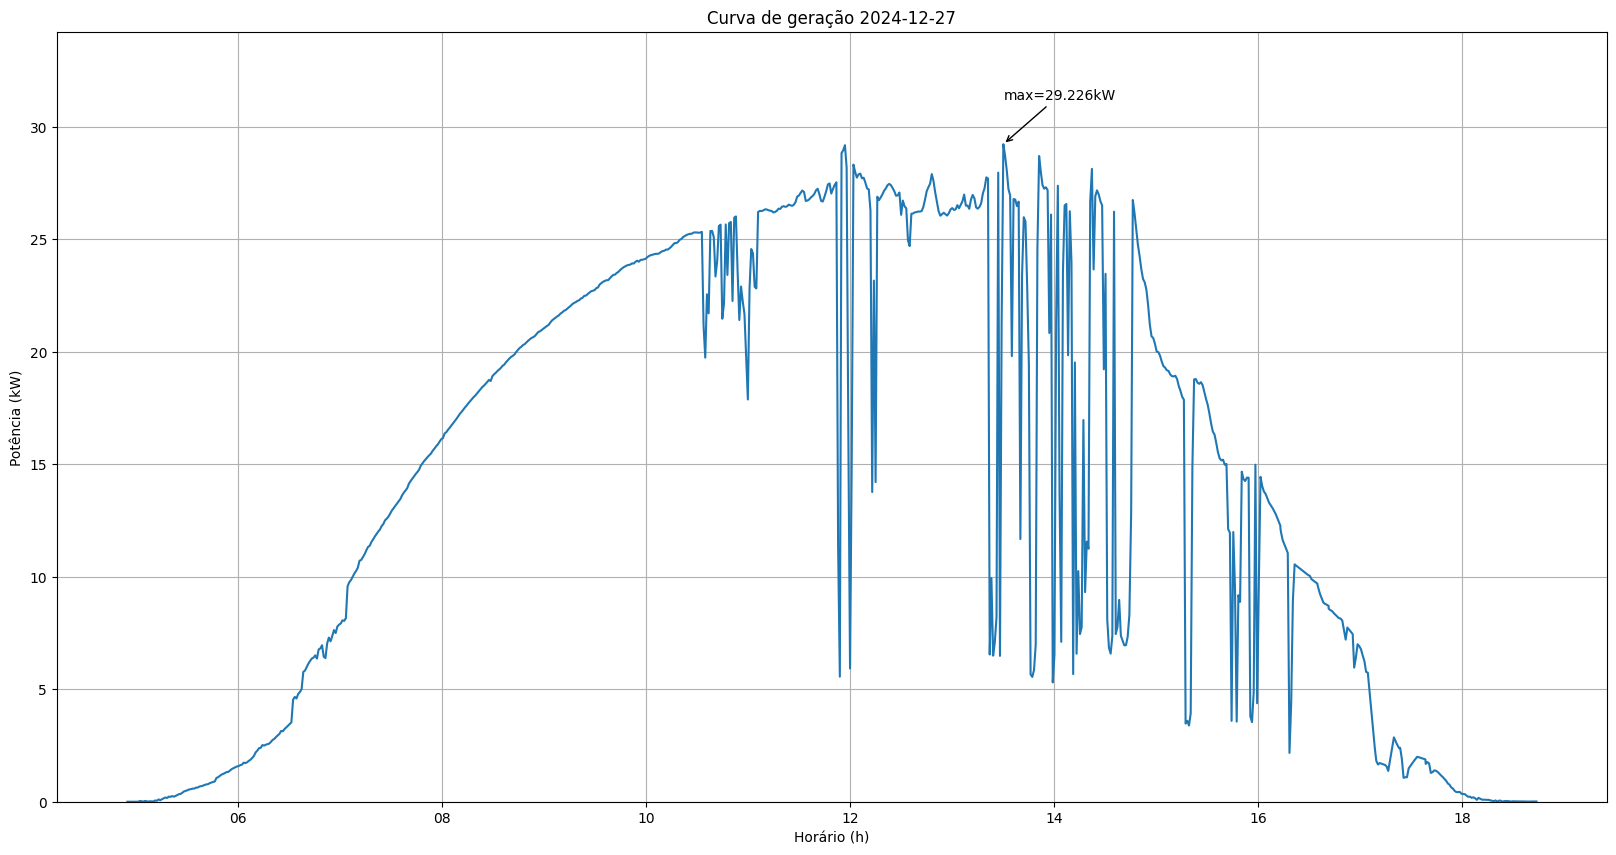 Curva de geração 2024-12-27
max=29.226kW
30
25
20
15
10
5
0
Potência (kW)
06 08 10 12 14 16 18
Horário (h)